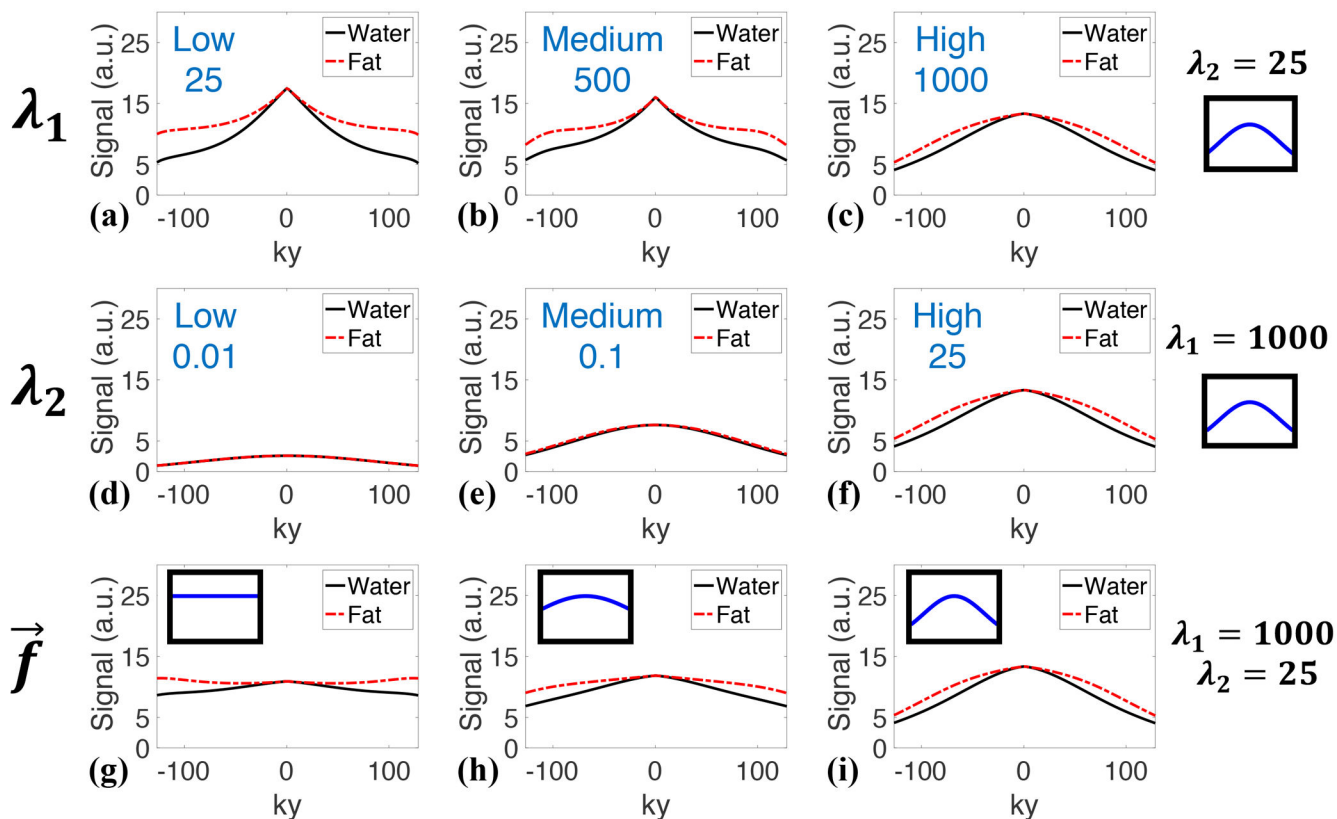 λ1
Signal (a.u.)
25
15
5
0
Low
25
Water
Fat
-100
0
100
ky
(a)
Signal (a.u.)
25
15
5
0
Medium
500
Water
Fat
-100
0
100
ky
(b)
Signal (a.u.)
25
15
5
0
High
1000
Water
Fat
-100
0
100
ky
(c)
λ2 = 25
λ2
Signal (a.u.)
25
15
5
0
Low
0.01
Water
Fat
-100
0
100
ky
(d)
Signal (a.u.)
25
15
5
0
Medium
0.1
Water
Fat
-100
0
100
ky
(e)
Signal (a.u.)
25
15
5
0
High
25
Water
Fat
-100
0
100
ky
(f)
λ1 = 1000
f⃗
Signal (a.u.)
25
15
5
0
Water
Fat
-100
0
100
ky
(g)
Signal (a.u.)
25
15
5
0
Water
Fat
-100
0
100
ky
(h)
Signal (a.u.)
25
15
5
0
Water
Fat
-100
0
100
ky
(i)
λ1 = 1000
λ2 = 25